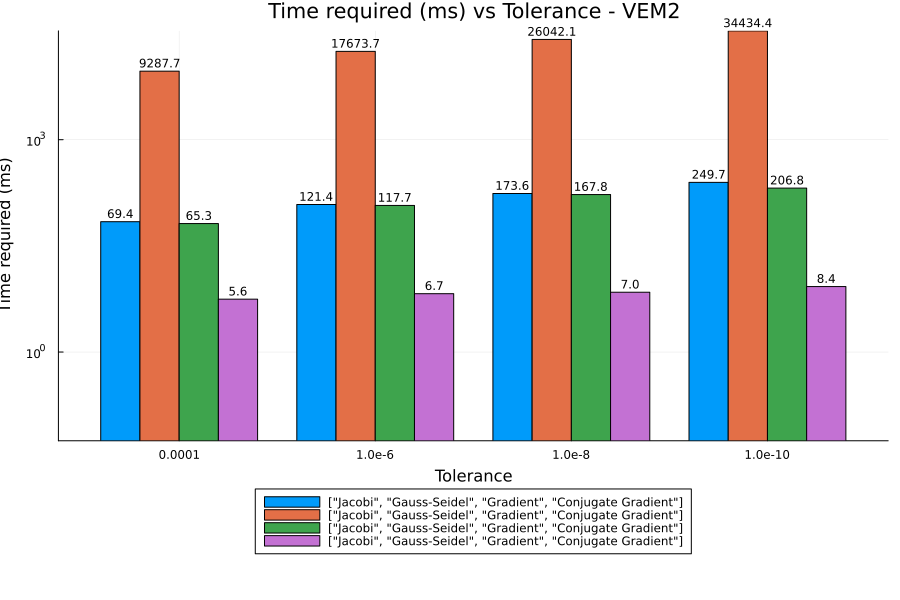 Time required (ms) vs Tolerance - VEM2
34434.4
26042.1
17673.7
9287.7
10^3
249.7
206.8
173.6
167.8
121.4
117.7
69.4
65.3
8.4
7.0
6.7
5.6
10^0
Time required (ms)
0.0001
1.0e-6
1.0e-8
1.0e-10
Tolerance
["Jacobi", "Gauss-Seidel", "Gradient", "Conjugate Gradient"]
["Jacobi", "Gauss-Seidel", "Gradient", "Conjugate Gradient"]
["Jacobi", "Gauss-Seidel", "Gradient", "Conjugate Gradient"]
["Jacobi", "Gauss-Seidel", "Gradient", "Conjugate Gradient"]